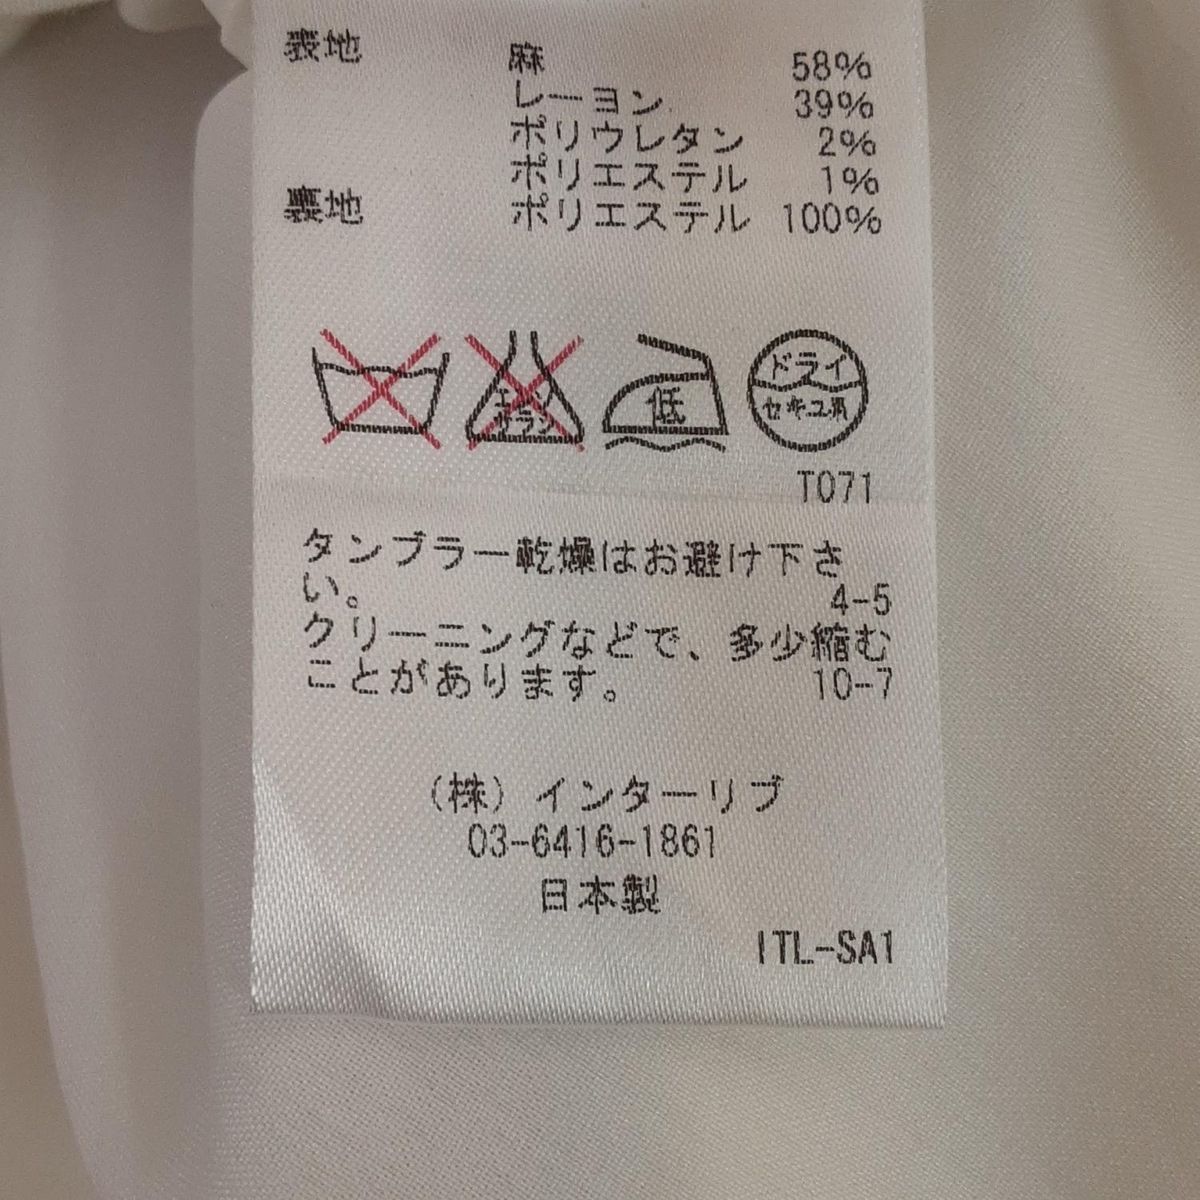 表地 麻 58%
レーヨン 39%
ポリウレタン 2%
ポリエステル 1%
裏地 ポリエステル 100%
エンソ
サラシ
低
ドライ
セキユ系
T071
タンブラー乾燥はお避け下さ
い。 4-5
クリーニングなどで、多少縮む
ことがあります。 10-7
(株)インターリブ
03-6416-1861
日本製
ITL-SA1